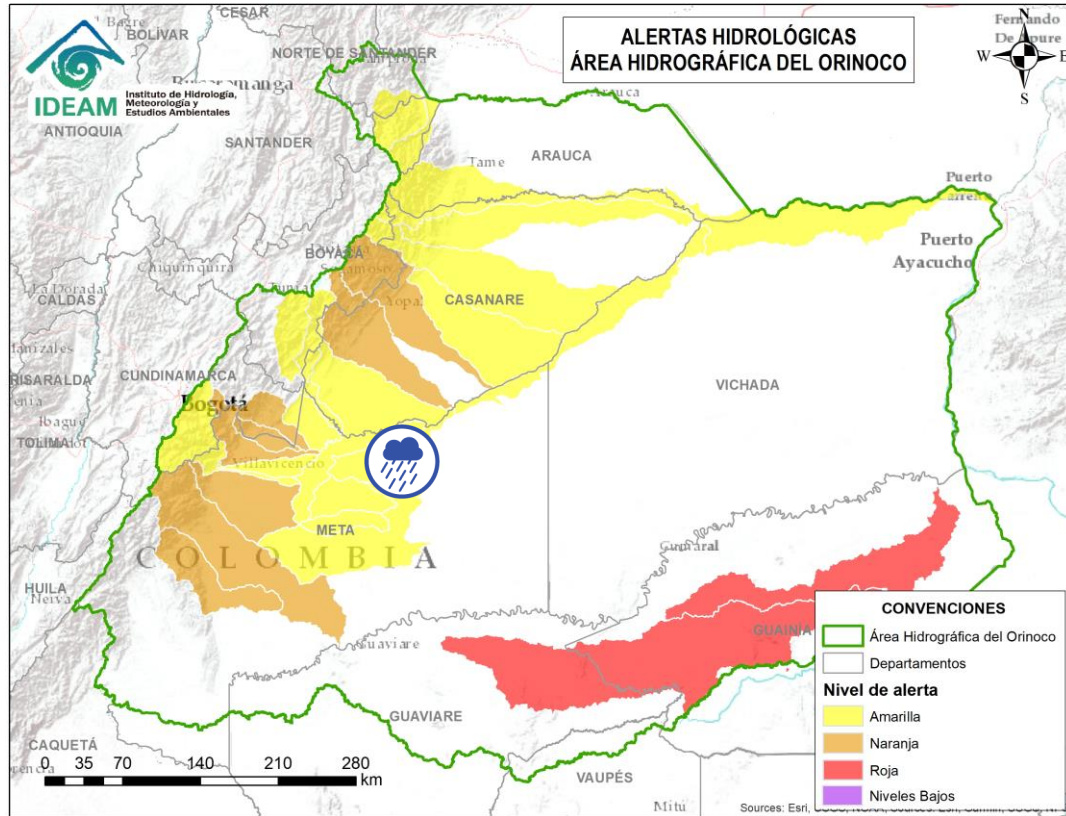 ALERTAS HIDROLÓGICAS
ÁREA HIDROGRÁFICA DEL ORINOCO
IDEAM
Instituto de Hidrología,
Meteorología y
Estudios Ambientales
N
W
E
S
CESAR
BOLÍVAR
NORTE DE SANTANDER
Arauca
ANTIOQUIA
SANTANDER
ARAUCA
Tame
Puerto
BOYACÁ
Chiquinquira
Puerto
Ayacucho
La Dorada
CALDAS
Tunja
Yopal
CASANARE
CUNDINAMARCA
RISARALDA
VICHADA
Bogotá
Ibague
TOLIMA
Villavicencio
META
COLOMBIA
Cumaral
HUILA
Neiva
GUAINÍA
Guaviare
GUAVIARE
CAQUETÁ
VAUPÉS
Mitú
0 35 70 140 210 280
km
CONVENCIONES
Área Hidrográfica del Orinoco
Departamentos
Nivel de alerta
Amarilla
Naranja
Roja
Niveles Bajos
Sources: Esri,